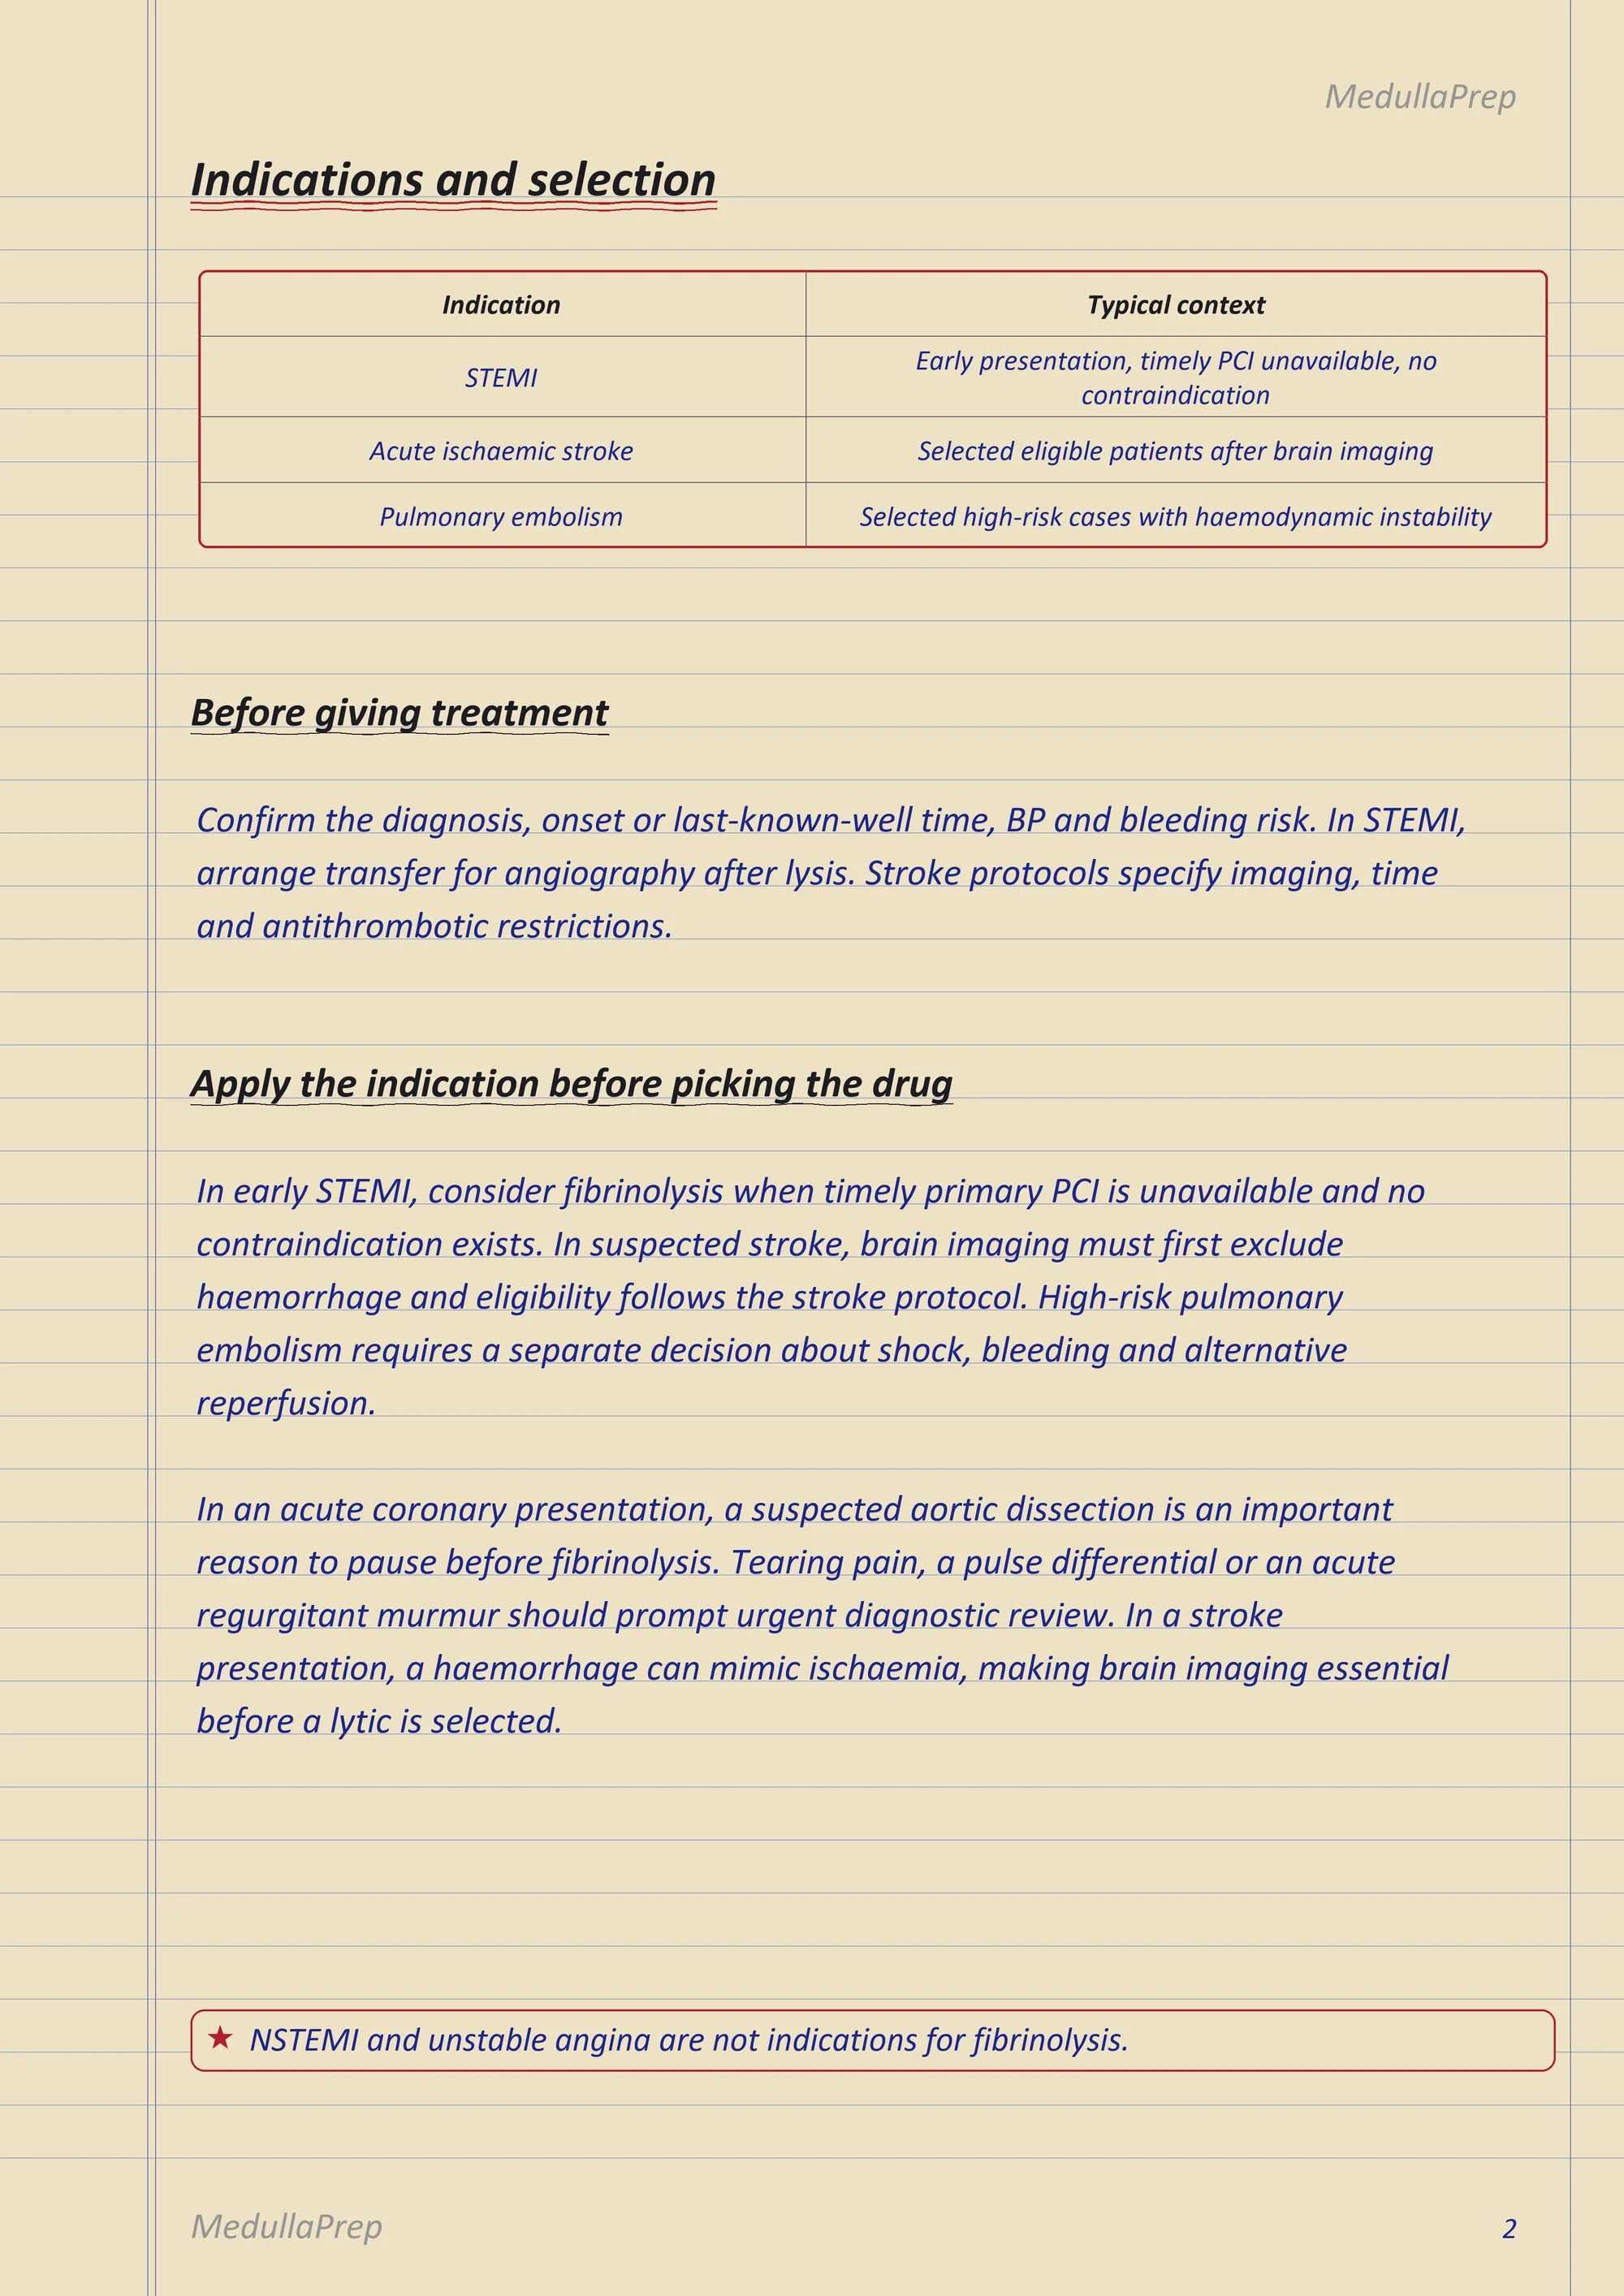 MedullaPrep
Indications and selection
Indication Typical context
STEMI Early presentation, timely PCI unavailable, no
contraindication
Acute ischaemic stroke Selected eligible patients after brain imaging
Pulmonary embolism Selected high-risk cases with haemodynamic instability
Before giving treatment
Confirm the diagnosis, onset or last-known-well time, BP and bleeding risk. In STEMI,
arrange transfer for angiography after lysis. Stroke protocols specify imaging, time
and antithrombotic restrictions.
Apply the indication before picking the drug
In early STEMI, consider fibrinolysis when timely primary PCI is unavailable and no
contraindication exists. In suspected stroke, brain imaging must first exclude
haemorrhage and eligibility follows the stroke protocol. High-risk pulmonary
embolism requires a separate decision about shock, bleeding and alternative
reperfusion.
In an acute coronary presentation, a suspected aortic dissection is an important
reason to pause before fibrinolysis. Tearing pain, a pulse differential or an acute
regurgitant murmur should prompt urgent diagnostic review. In a stroke
presentation, a haemorrhage can mimic ischaemia, making brain imaging essential
before a lytic is selected.
★ NSTEMI and unstable angina are not indications for fibrinolysis.
MedullaPrep 2